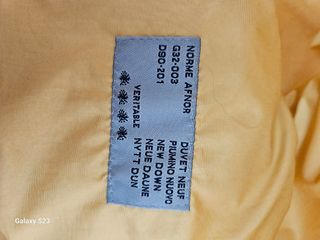 NORME AFNOR
G32-003
D90-201
VERITABLE
****
DUVET NEUF
PIUMINO NUOVO
NEW DOWN
NEUE DAUNE
NYTT DUN
Galaxy S23